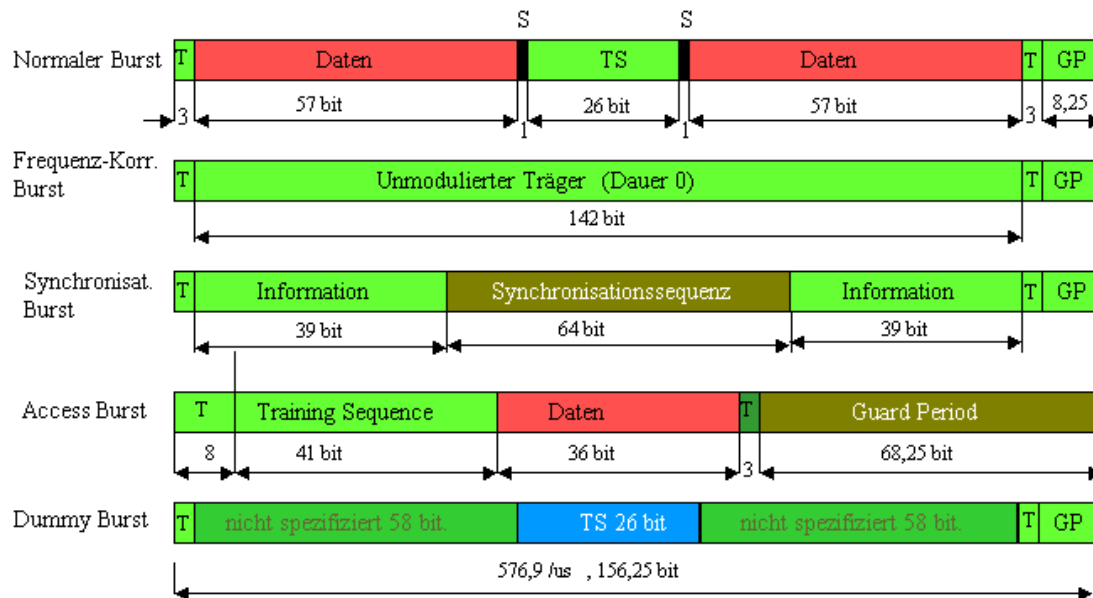 S S
Normaler Burst T Daten TS Daten T GP
3 57 bit 1 26 bit 1 57 bit 3 8,25
Frequenz-Korr.
Burst T Unmodulierter Träger (Dauer 0) T GP
142 bit
Synchronisat.
Burst T Information Synchronisationssequenz Information T GP
39 bit 64 bit 39 bit
Access Burst T Training Sequence Daten T Guard Period
8 41 bit 36 bit 3 68,25 bit
Dummy Burst T nicht spezifiziert 58 bit. TS 26 bit nicht spezifiziert 58 bit. T GP
576,9 /us , 156,25 bit